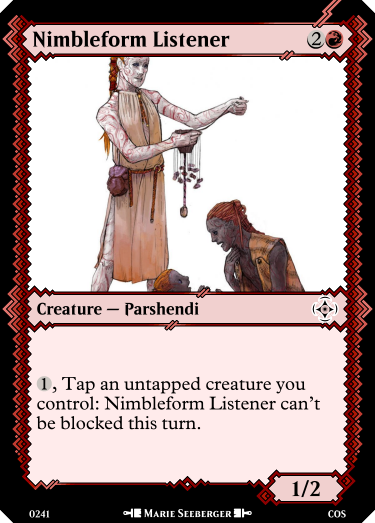 Nimbleform Listener 2
Creature — Parshendi
1, Tap an untapped creature you
control: Nimbleform Listener can't
be blocked this turn.
1/2
0241 Marie Seeberger COS